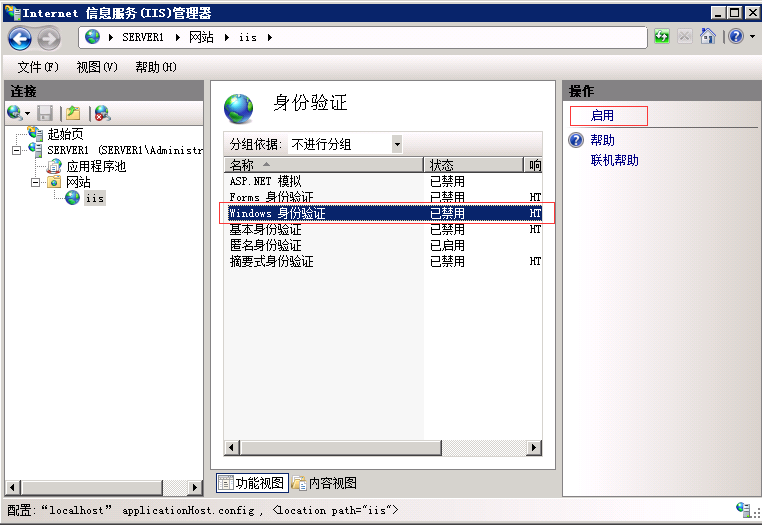 Internet 信息服务(IIS)管理器
SERVER1 网站 iis
文件(F) 视图(V) 帮助(H)
连接
起始页
SERVER1 (SERVER1\Administr
应用程序池
网站
iis
身份验证
分组依据: 不进行分组
名称 状态 响
ASP.NET 模拟 已禁用
Forms 身份验证 已禁用 HT
Windows 身份验证 已禁用 HT
基本身份验证 已禁用 HT
匿名身份验证 已启用
摘要式身份验证 已禁用 HT
功能视图 内容视图
操作
启用
帮助
联机帮助
配置:“localhost” applicationHost.config , <location path="iis">